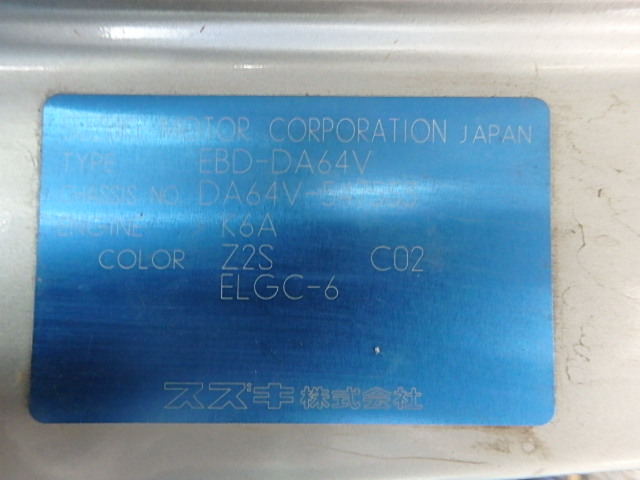 MOTOR CORPORATION JAPAN
TYPE EBD-DA64V
CHASSIS NO DA64V-
ENGINE K6A
COLOR Z2S C02
ELGC-6
スズキ株式会社